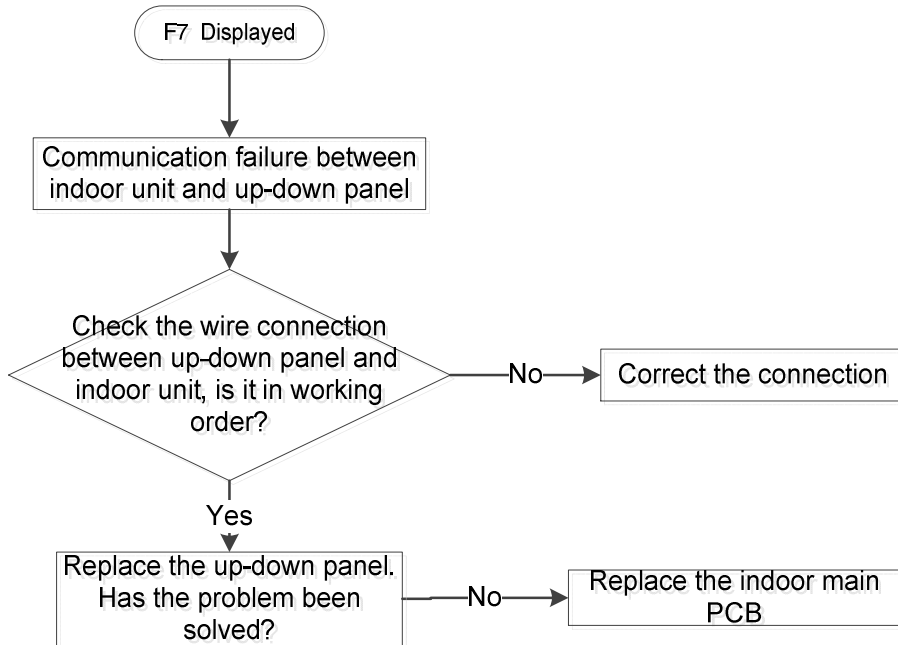 F7 Displayed
Communication failure between
indoor unit and up-down panel
Check the wire connection
between up-down panel and
indoor unit, is it in working
order?
No
Correct the connection
Yes
Replace the up-down panel.
Has the problem been
solved?
No
Replace the indoor main
PCB